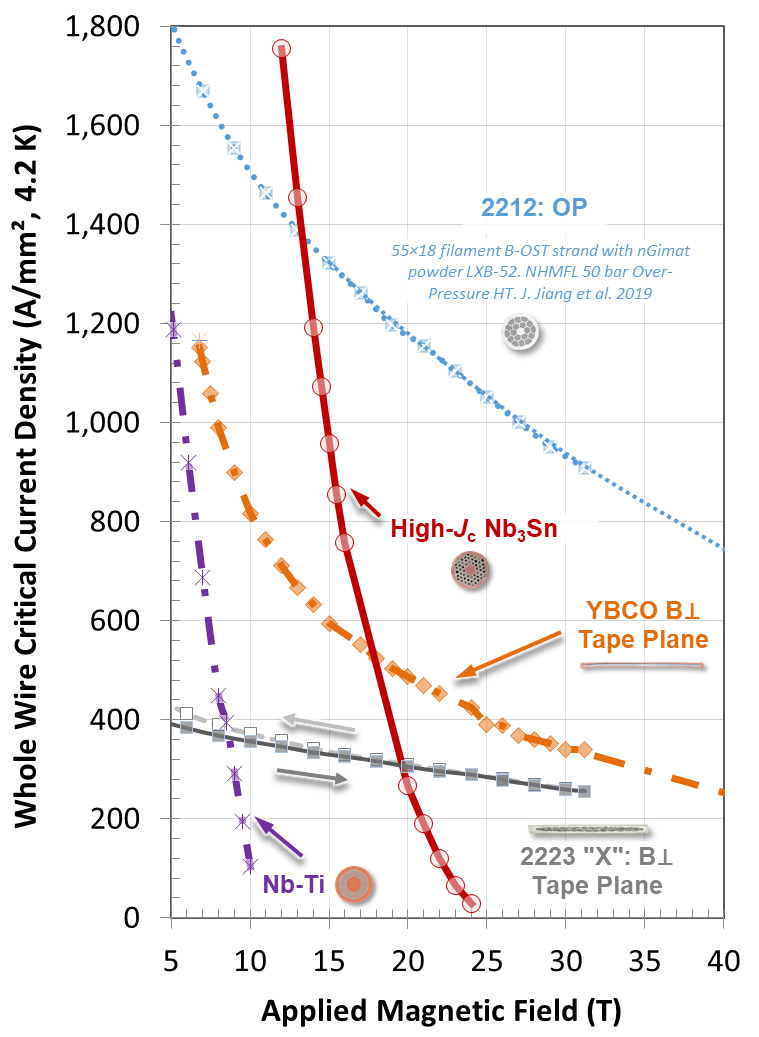 Whole Wire Critical Current Density (A/mm², 4.2 K)
1,800
1,600
1,400
1,200
1,000
800
600
400
200
0
2212: OP
55×18 filament B-OST strand with nGimat
powder LXB-52. NHMFL 50 bar Over-
Pressure HT. J. Jiang et al. 2019
High-Jc Nb₃Sn
YBCO B⊥
Tape Plane
2223 "X": B⊥
Tape Plane
Nb-Ti
5 10 15 20 25 30 35 40
Applied Magnetic Field (T)